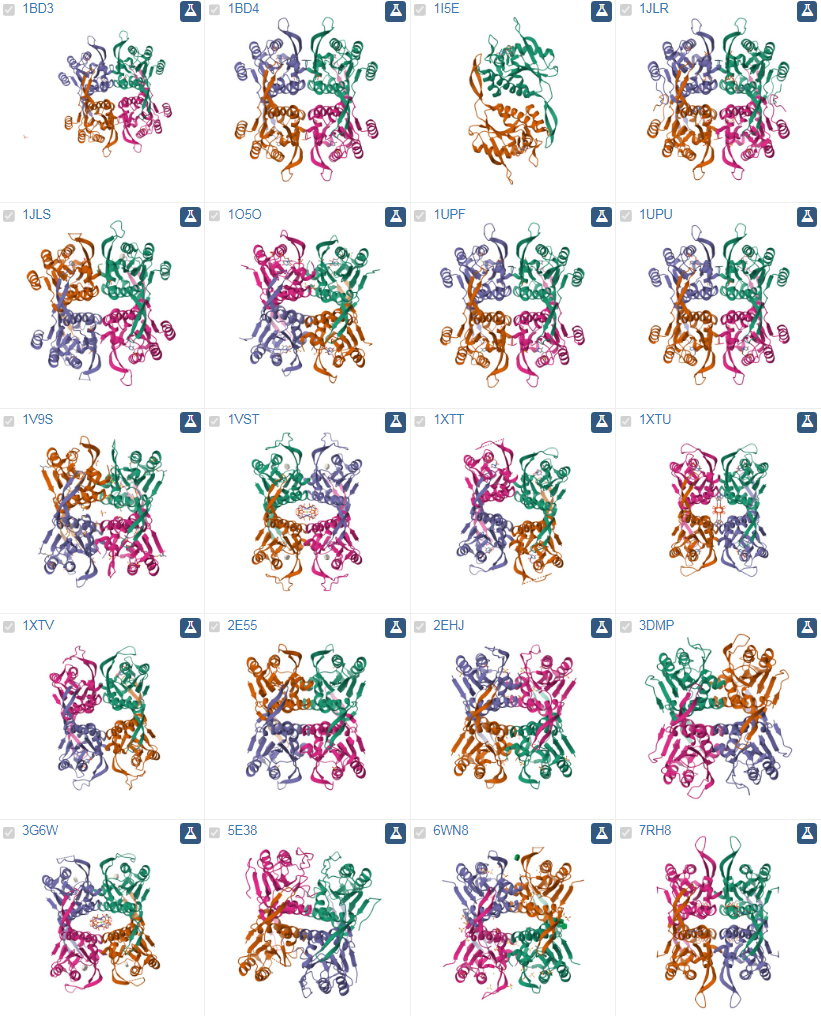 1BD3 1BD4 1I5E 1JLR
1JLS 1O5O 1UPF 1UPU
1V9S 1VST 1XTT 1XTU
1XTV 2E55 2EHJ 3DMP
3G6W 5E38 6WN8 7RH8